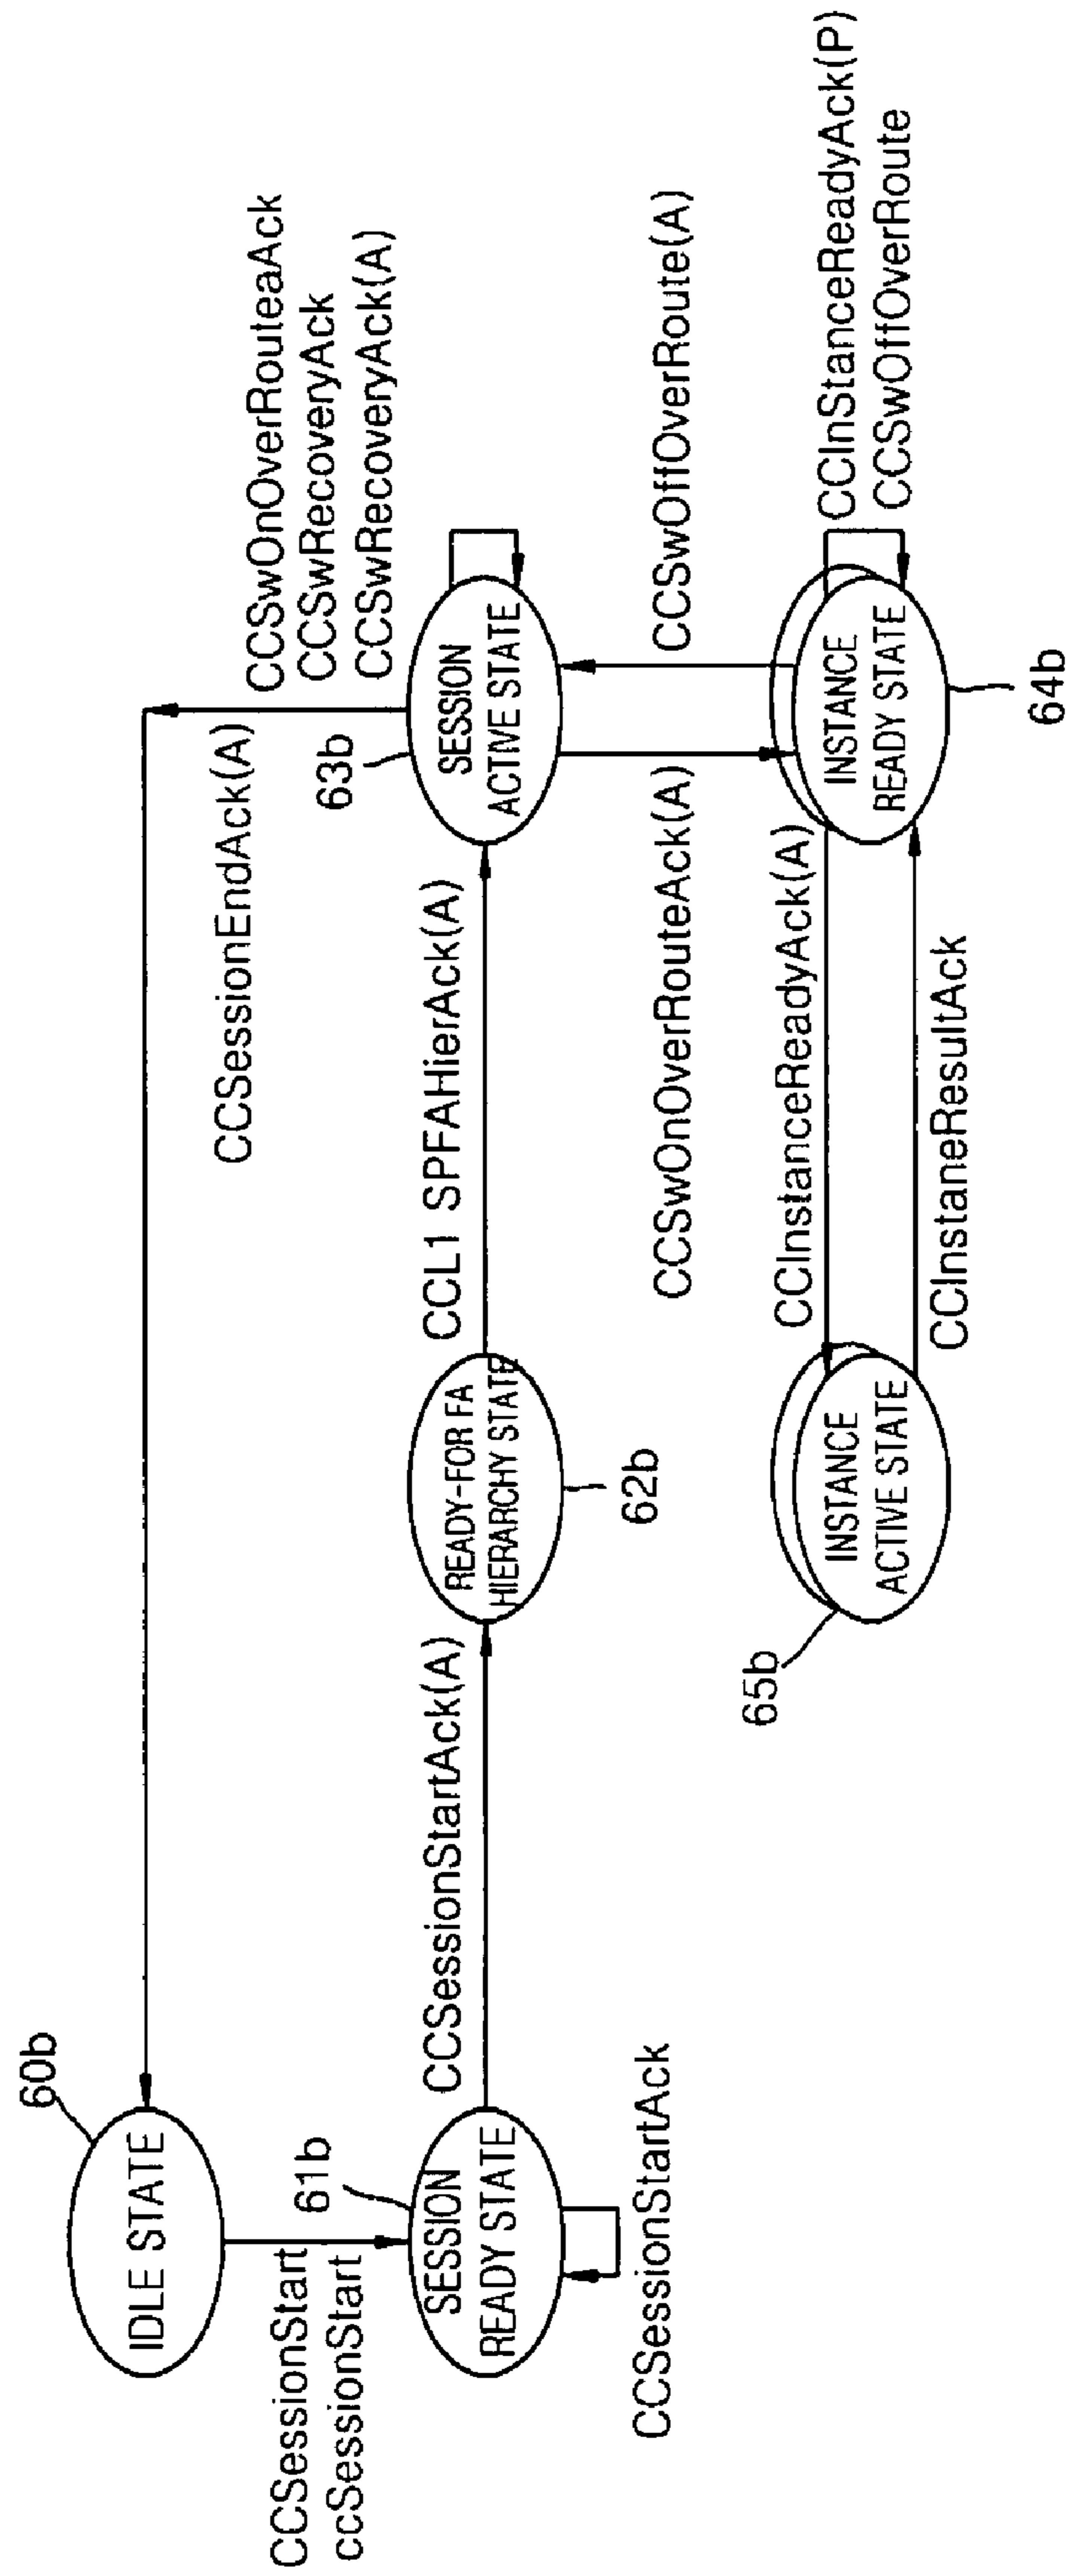 60b
IDLE STATE
CCSessionEndAck(A)
CCSwOnOverRouteaAck
CCSwRecoveryAck
CCSwRecoveryAck(A)
CCSessionStart
ccSessionStart
61b
SESSION
READY STATE
CCSessionStartAck
CCSessionStartAck(A)
READY-FOR FA
HIERARCHY STATE
62b
CCL1 SPFAHierAck(A)
63b
SESSION
ACTIVE STATE
CCSwOnOverRouteAck(A)
CCSwOffOverRoute(A)
65b
INSTANCE
ACTIVE STATE
CCInstanceReadyAck(A)
CCInstaneResultAck
INSTANCE
READY STATE
64b
CCInStanceReadyAck(P)
CCSwOffOverRoute